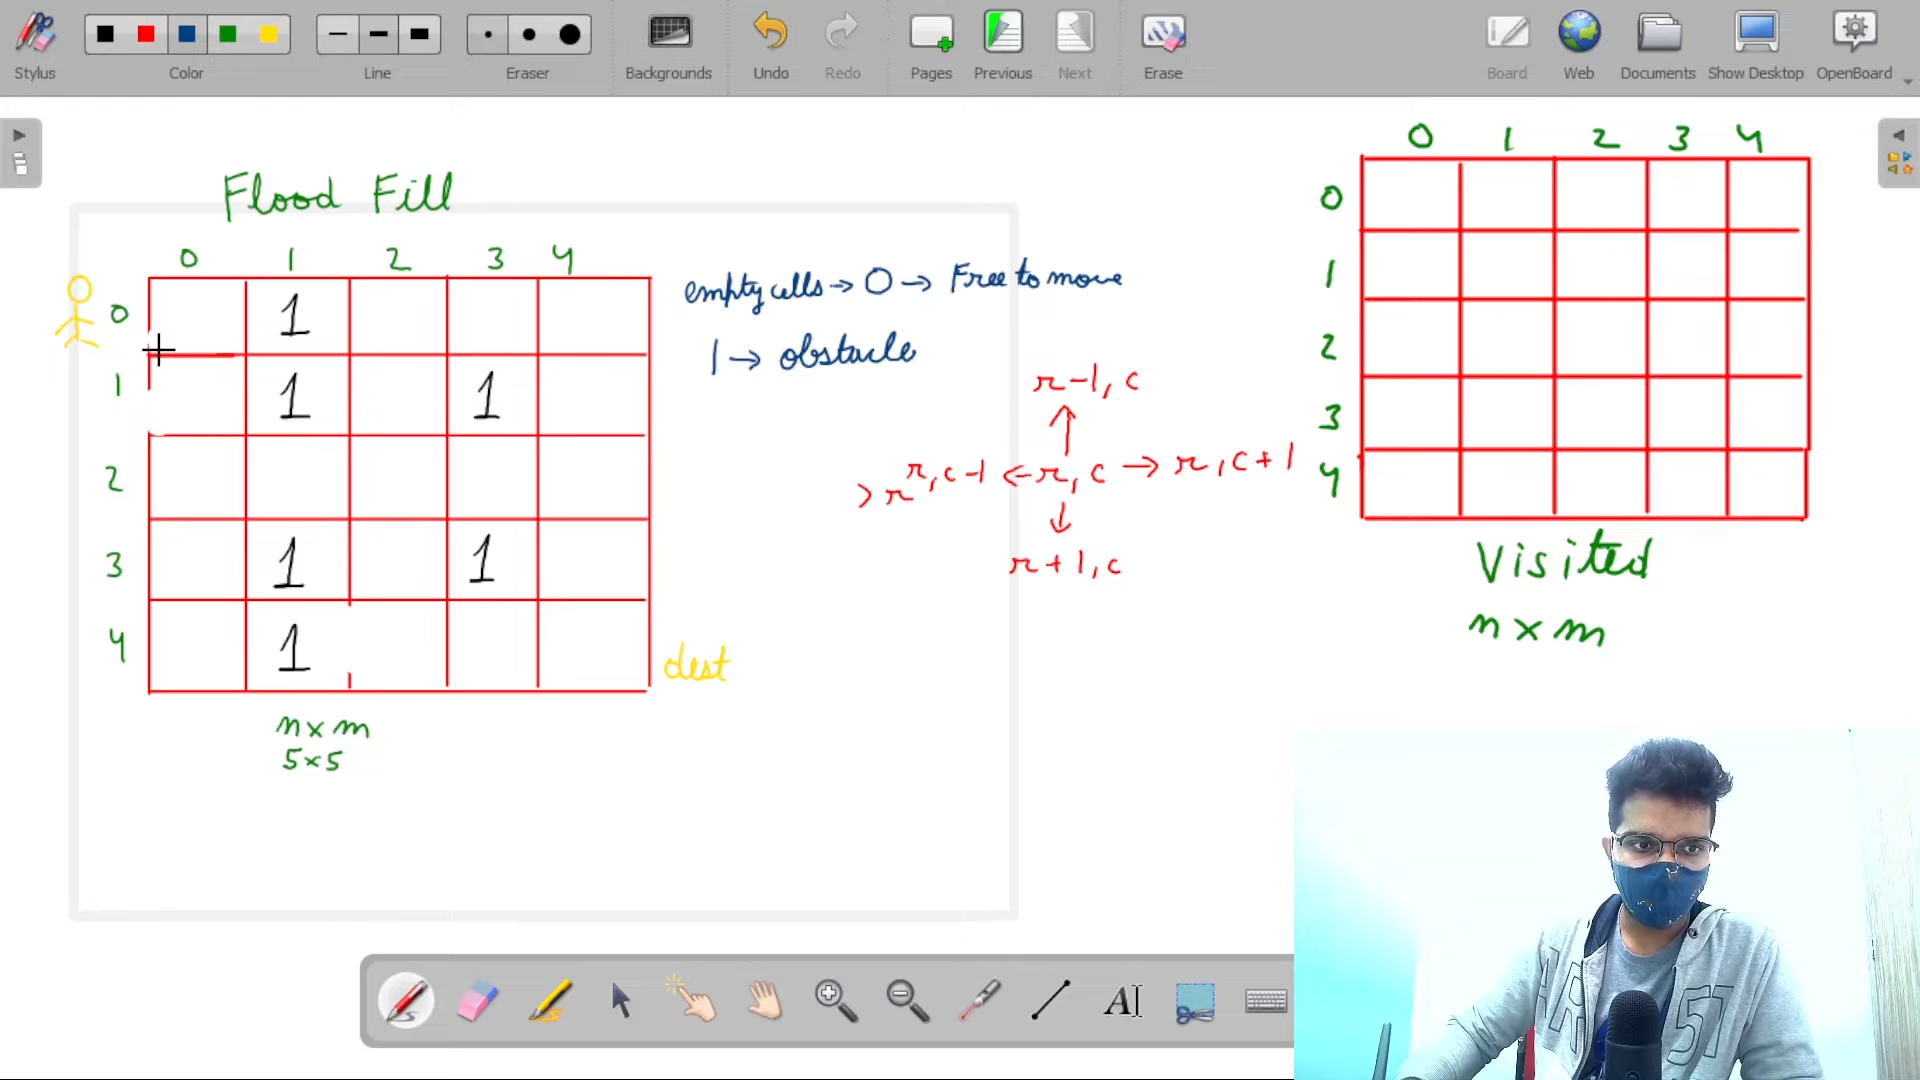 Stylus
Color
Line
Eraser
Backgrounds
Undo
Redo
Pages
Previous
Next
Erase
Board
Web
Documents
Show Desktop
OpenBoard
Flood Fill
0 1 2 3 4
0 1
1 1 1
2
3 1 1
4 1
dest
n x m
5 x 5
empty cells → 0 → Free to move
1 → obstacle
r-1, c
> r r, c-1 ← r, c → r, c+1
r+1, c
0 1 2 3 4
0
1
2
3
4
Visited
n x m
AI
51